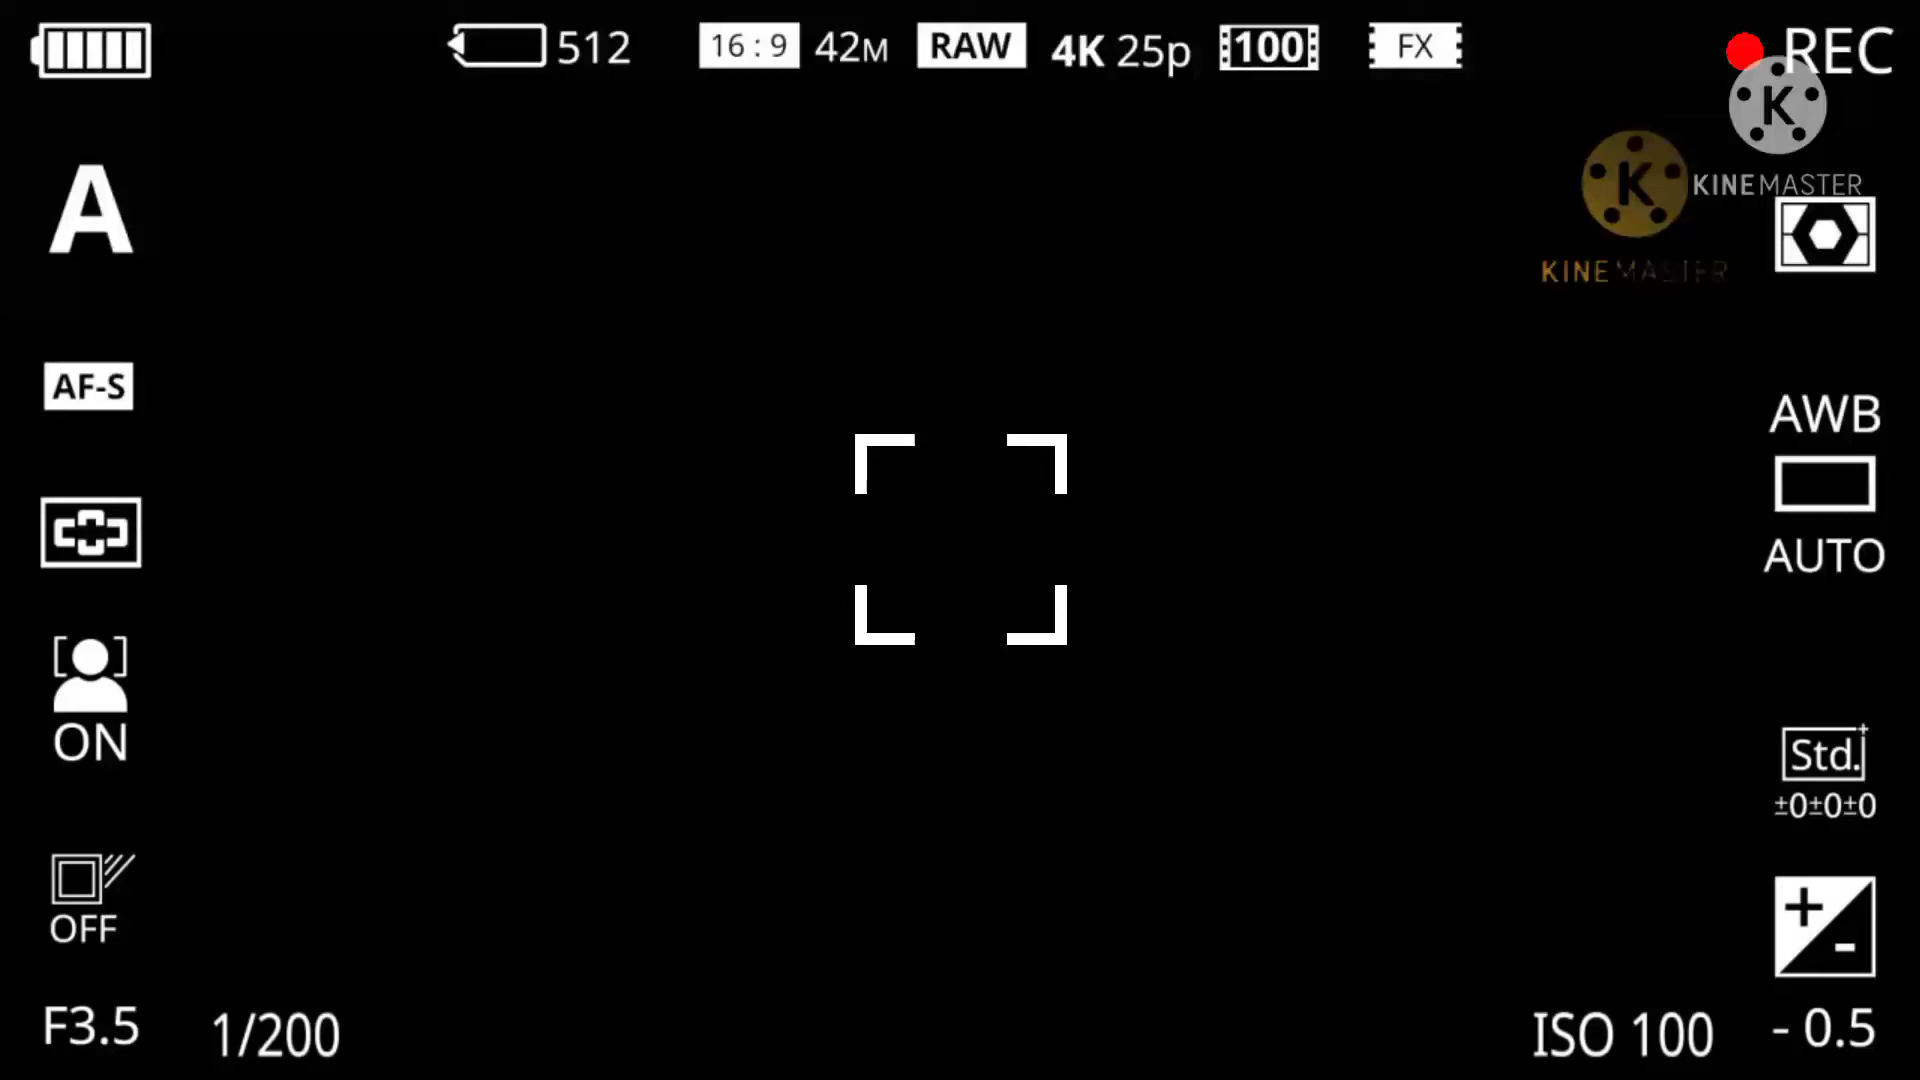 512 16:9 42M RAW 4K 25p 100 FX REC
K
K KINEMASTER
KINEMASTER
A
AF-S
AWB
AUTO
ON
Std.+
±0±0±0
OFF
+
-
F3.5 1/200 ISO 100 - 0.5